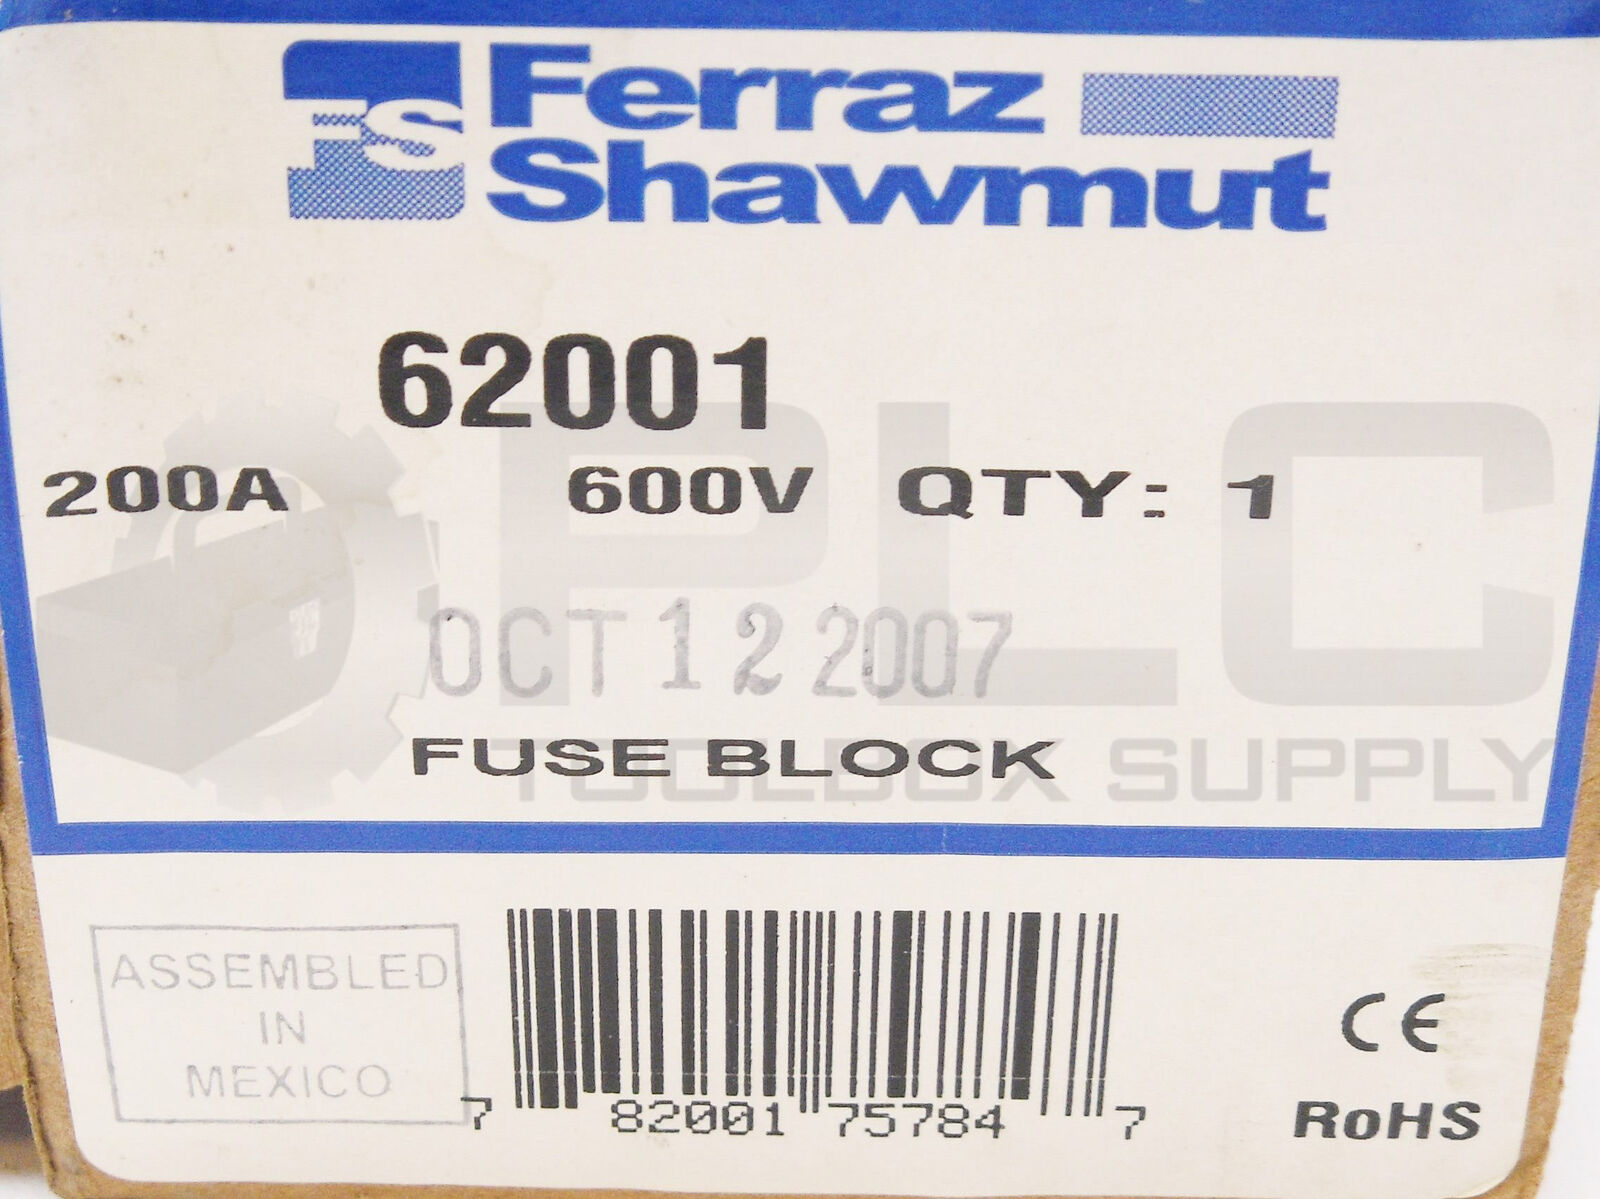 FS Ferraz
Shawmut
62001
200A 600V QTY: 1
OCT 12 2007
FUSE BLOCK
PLC
TOOLBOX SUPPLY
ASSEMBLED
IN
MEXICO
7 82001 75784 7
CE
RoHS